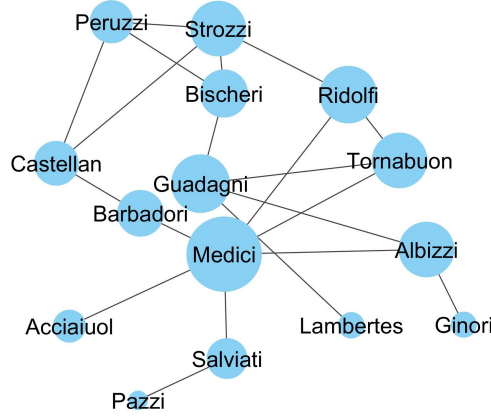 Peruzzi
Strozzi
Bischeri
Ridolfi
Castellan
Tornabuon
Guadagni
Barbadori
Medici
Albizzi
Acciaiuol
Lambertes
Ginori
Salviati
Pazzi